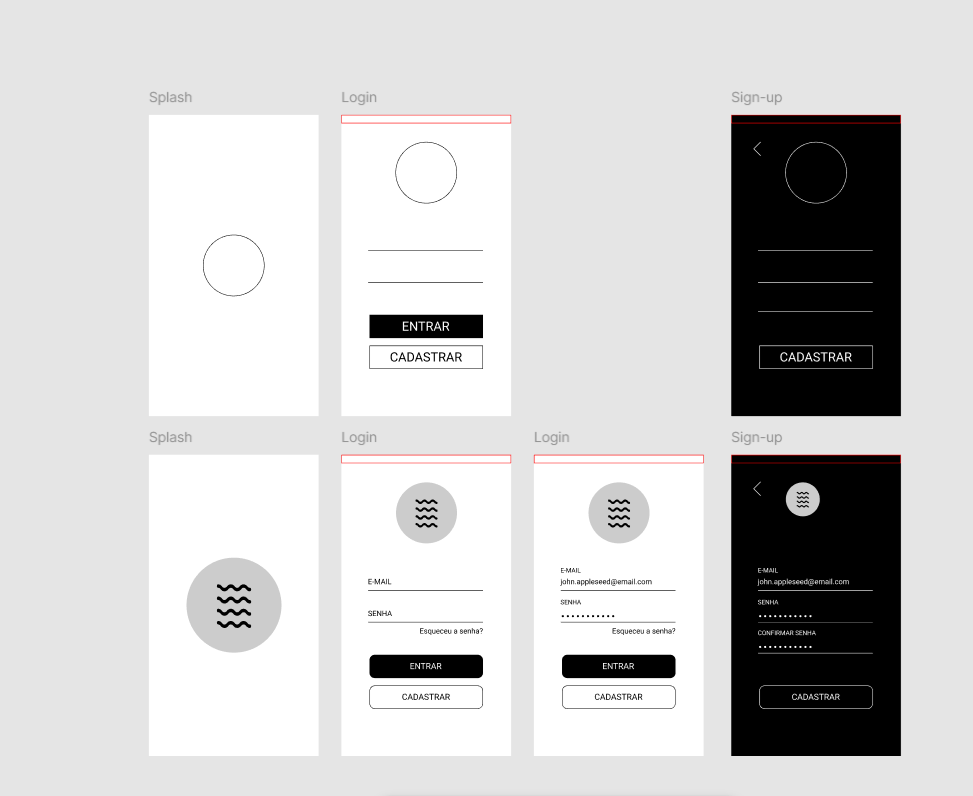 Splash
Login
Sign-up
ENTRAR
CADASTRAR
CADASTRAR
Splash
Login
Login
Sign-up
E-MAIL
SENHA
Esqueceu a senha?
ENTRAR
CADASTRAR
E-MAIL
john.appleseed@email.com
SENHA
Esqueceu a senha?
ENTRAR
CADASTRAR
E-MAIL
john.appleseed@email.com
SENHA
CONFIRMAR SENHA
CADASTRAR